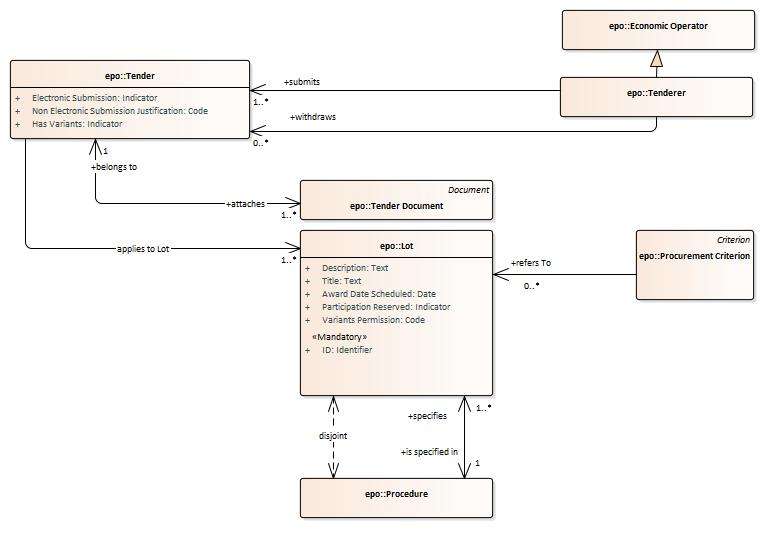 epo::Economic Operator
epo::Tender
+ Electronic Submission: Indicator
+ Non Electronic Submission Justification: Code
+ Has Variants: Indicator
+submits
1..*
epo::Tenderer
+withdraws
0..*
1
+belongs to
+attaches
1..*
Document
epo::Tender Document
applies to Lot
1..*
epo::Lot
+ Description: Text
+ Title: Text
+ Award Date Scheduled: Date
+ Participation Reserved: Indicator
+ Variants Permission: Code
«Mandatory»
+ ID: Identifier
+refers To
0..*
Criterion
epo::Procurement Criterion
disjoint
+specifies
1..*
+is specified in
1
epo::Procedure